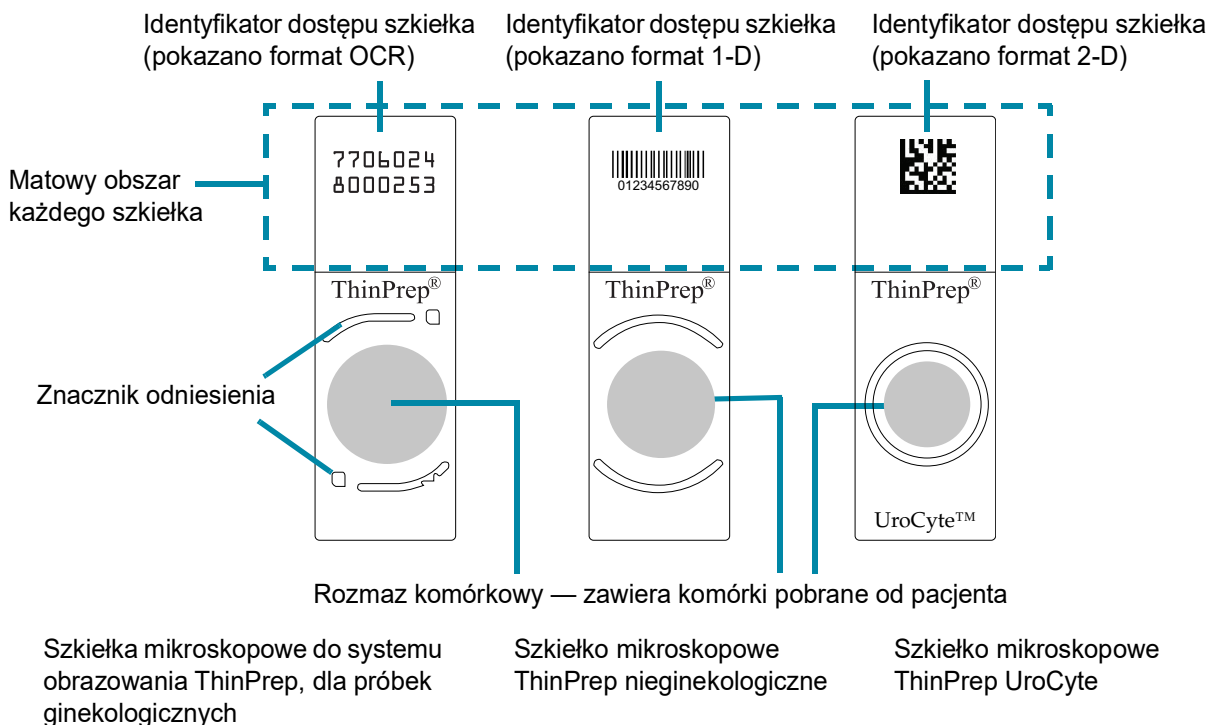 Identyfikator dostępu szkiełka
(pokazano format OCR)
Identyfikator dostępu szkiełka
(pokazano format 1-D)
Identyfikator dostępu szkiełka
(pokazano format 2-D)
Matowy obszar
każdego szkiełka
7706024
8000253
01234567890
ThinPrep®
ThinPrep®
ThinPrep®
Znacznik odniesienia
UroCyte™
Rozmaz komórkowy — zawiera komórki pobrane od pacjenta
Szkiełka mikroskopowe do systemu
obrazowania ThinPrep, dla próbek
ginekologicznych
Szkiełko mikroskopowe
ThinPrep nieginekologiczne
Szkiełko mikroskopowe
ThinPrep UroCyte